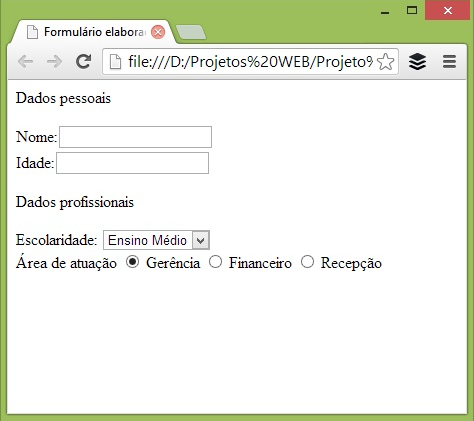 Formulário elabora
file:///D:/Projetos%20WEB/Projeto%
Dados pessoais
Nome:
Idade:
Dados profissionais
Escolaridade: Ensino Médio
Área de atuação Gerência Financeiro Recepção